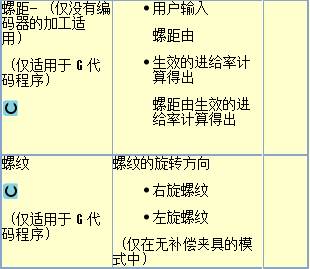 螺距– （仅没有编
码器的加工适
用）
（仅适用于 G 代
码程序）
•用户输入
螺距由
•生效的进给率计
算得出
螺距由生效的进
给率计算得出
螺纹
（仅适用于 G 代
码程序）
螺纹的旋转方向
•右旋螺纹
•左旋螺纹
（仅在无补偿夹具的模
式中）